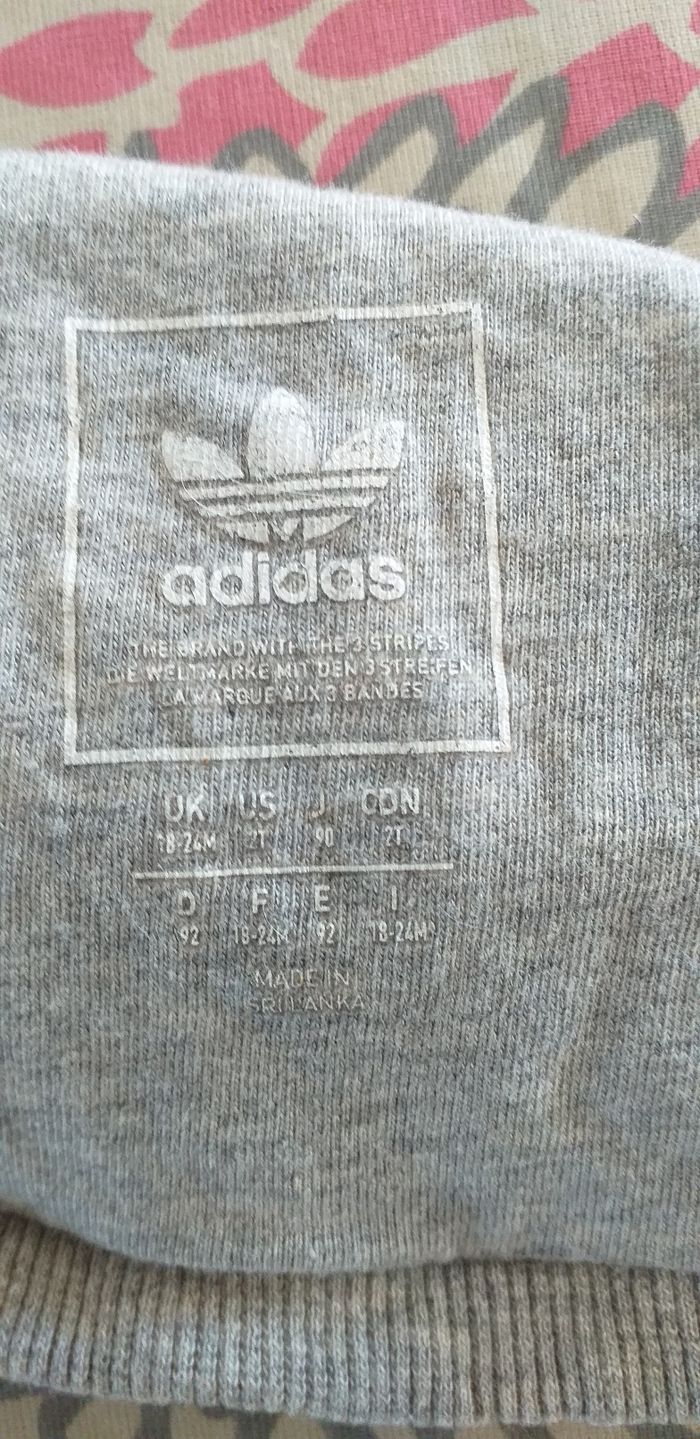 adidas
THE BRAND WITH THE 3 STRIPES
DIE WELTMARKE MIT DEN 3 STREIFEN
LA MARQUE AUX 3 BANDES
UK US J CDN
18-24M 2T 90 2T
D F E I
92 18-24M 92 18-24M
MADE IN
SRI LANKA